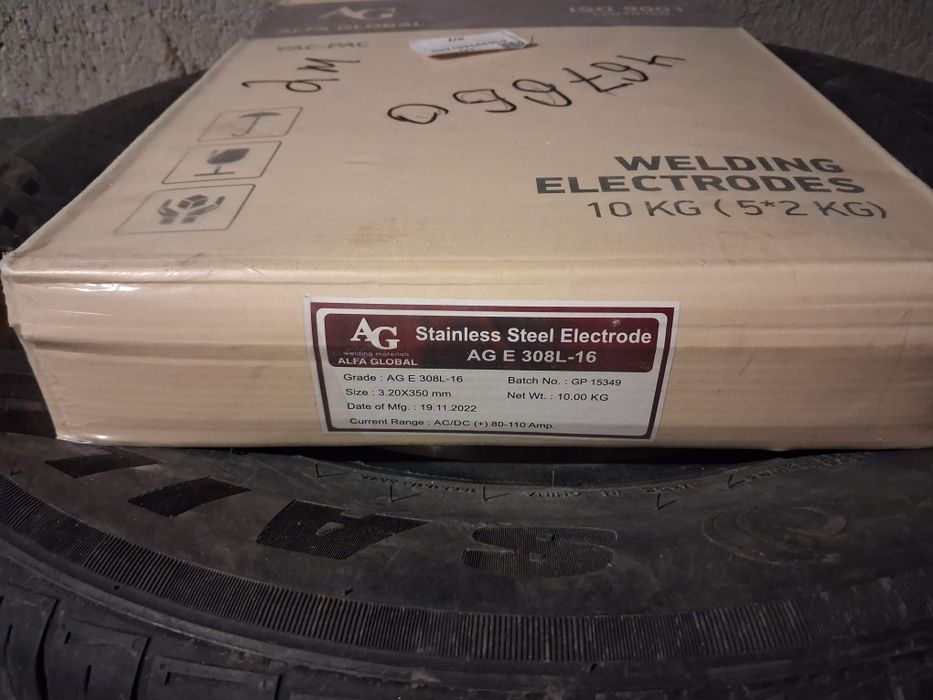 AG
ALFA GLOBAL
ISO 9001
VAC-PAC
WELDING
ELECTRODES
10 KG ( 5*2 KG)
AG
welding materials
ALFA GLOBAL
Stainless Steel Electrode
AG E 308L-16
Grade : AG E 308L-16
Size : 3.20X350 mm
Date of Mfg. : 19.11.2022
Current Range : AC/DC (+) 80-110 Amp.
Batch No. : GP 15349
Net Wt. : 10.00 KG